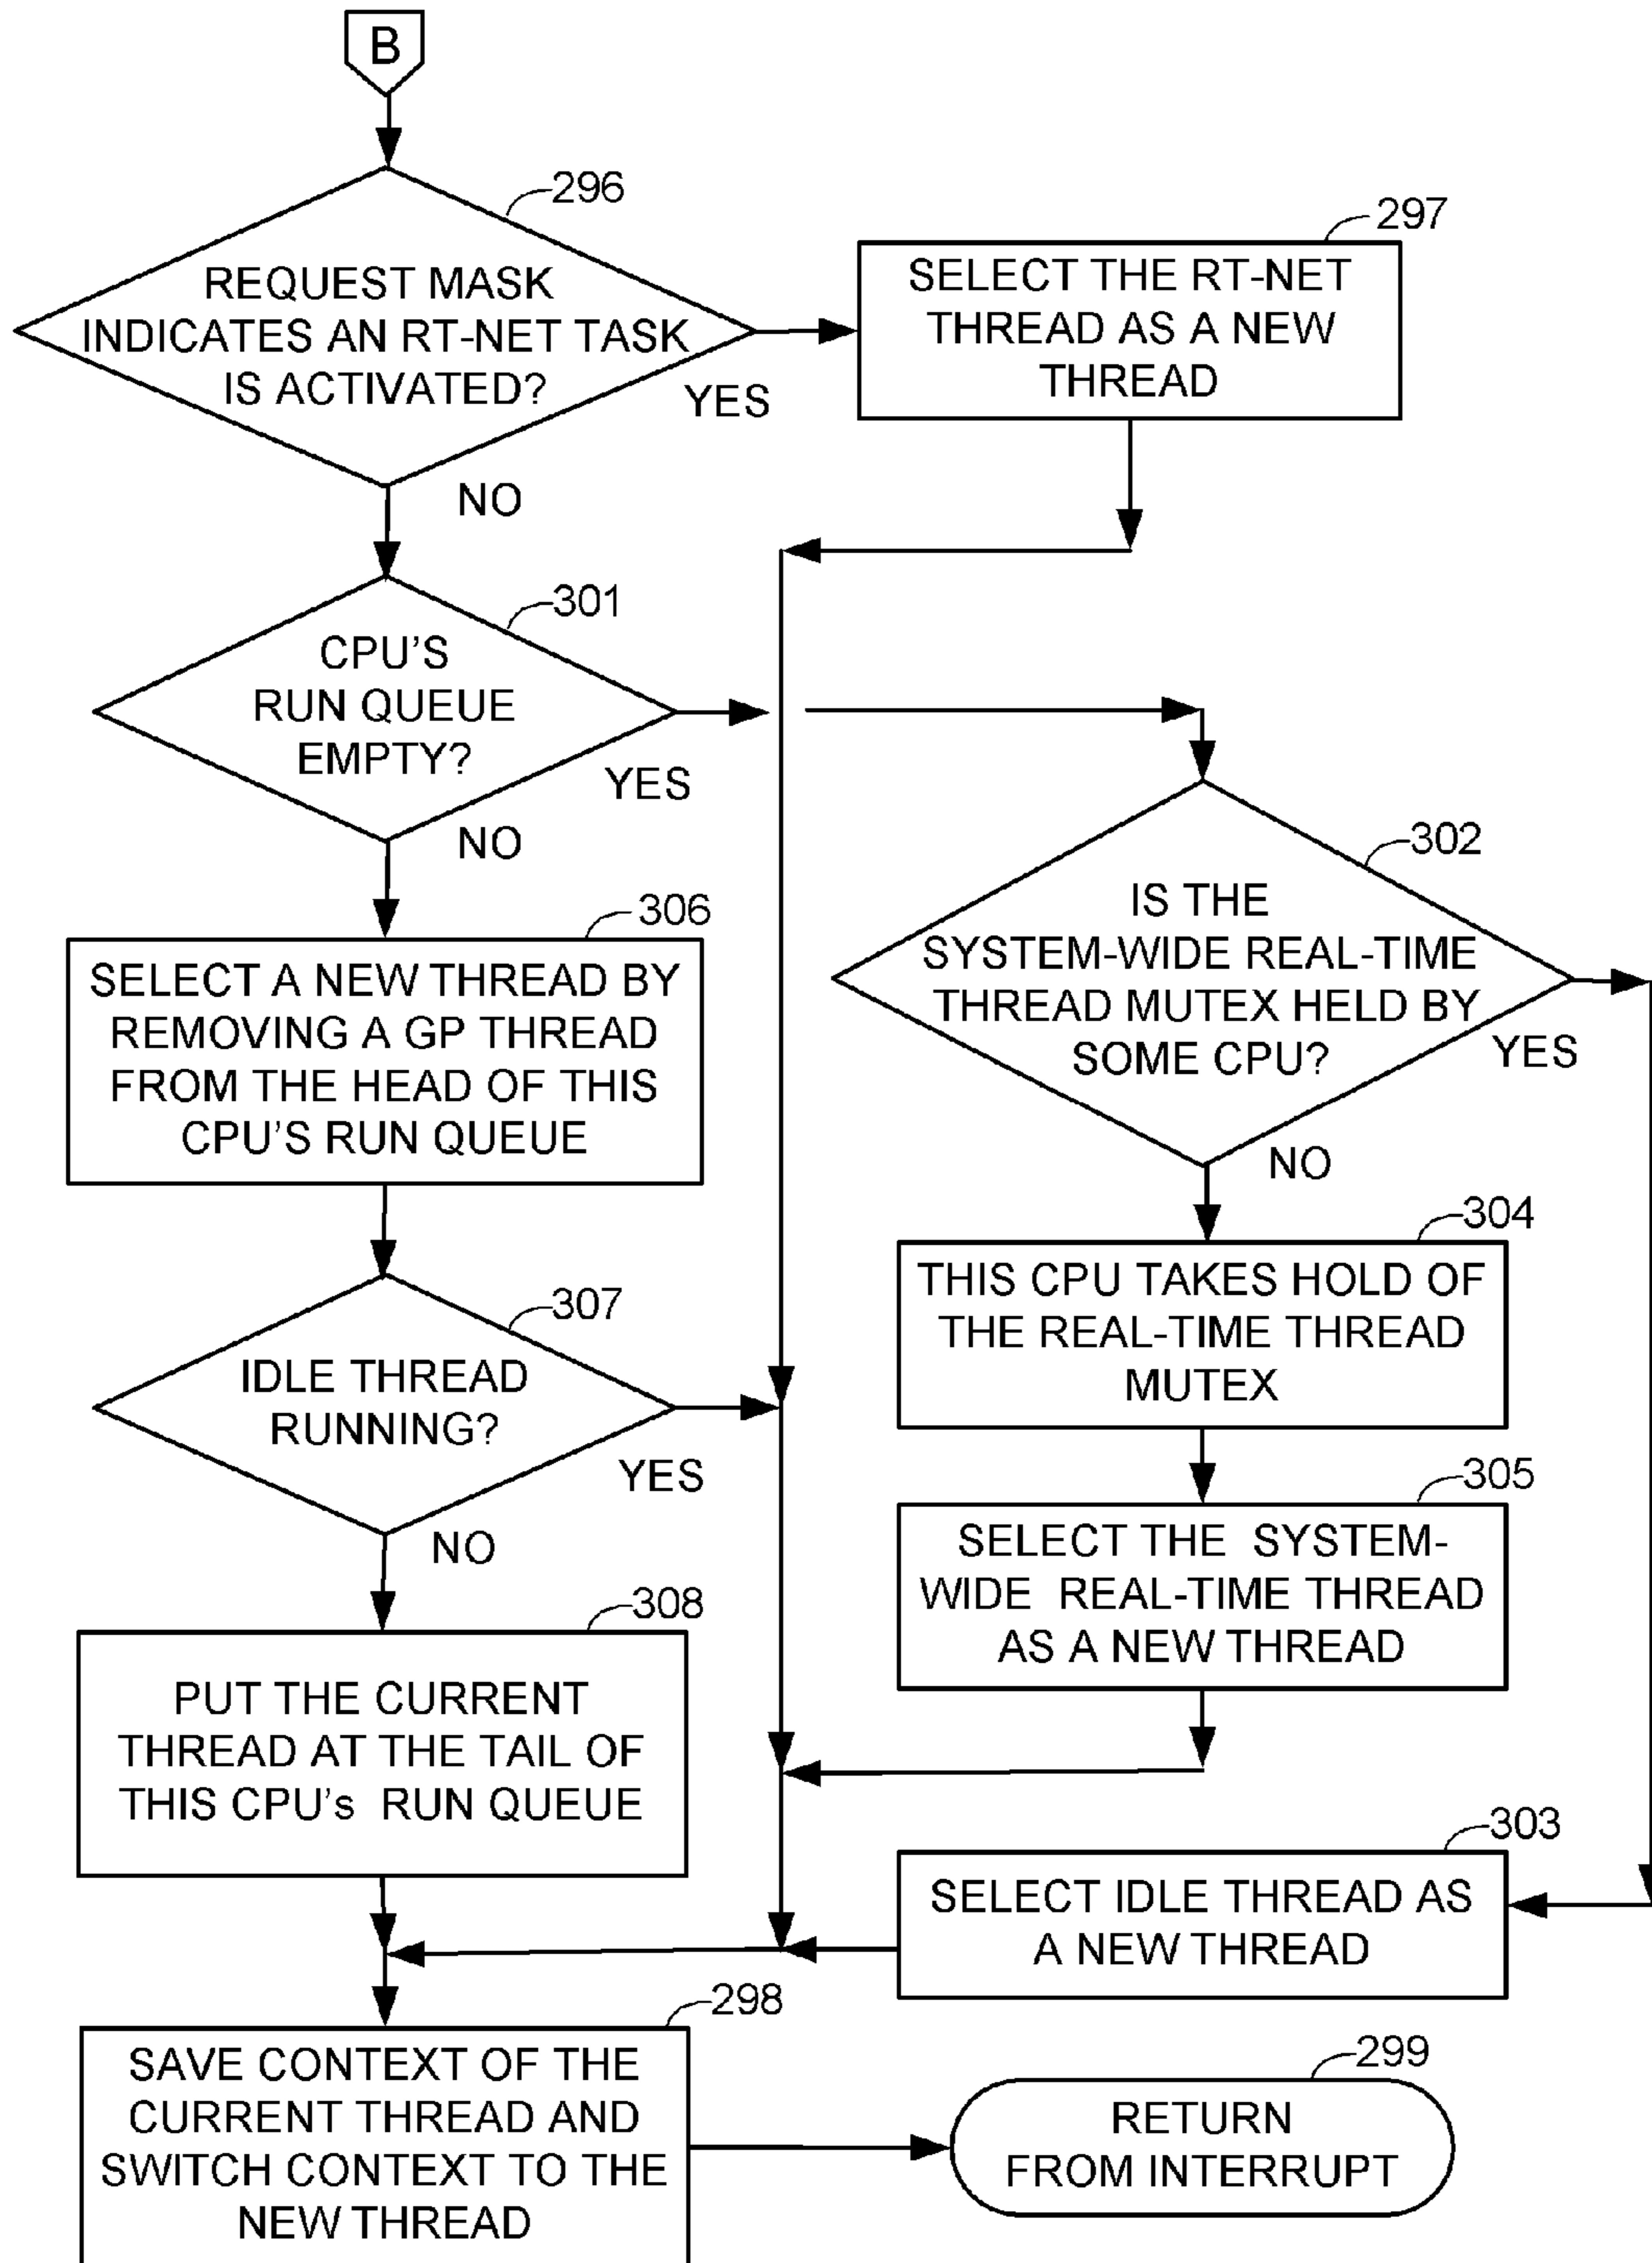 B
296
REQUEST MASK
INDICATES AN RT-NET TASK
IS ACTIVATED?
YES
NO
297
SELECT THE RT-NET
THREAD AS A NEW
THREAD
301
CPU'S
RUN QUEUE
EMPTY?
YES
NO
302
IS THE
SYSTEM-WIDE REAL-TIME
THREAD MUTEX HELD BY
SOME CPU?
YES
NO
306
SELECT A NEW THREAD BY
REMOVING A GP THREAD
FROM THE HEAD OF THIS
CPU'S RUN QUEUE
304
THIS CPU TAKES HOLD OF
THE REAL-TIME THREAD
MUTEX
307
IDLE THREAD
RUNNING?
YES
NO
305
SELECT THE SYSTEM-
WIDE REAL-TIME THREAD
AS A NEW THREAD
308
PUT THE CURRENT
THREAD AT THE TAIL OF
THIS CPU's RUN QUEUE
303
SELECT IDLE THREAD AS
A NEW THREAD
298
SAVE CONTEXT OF THE
CURRENT THREAD AND
SWITCH CONTEXT TO THE
NEW THREAD
299
RETURN
FROM INTERRUPT